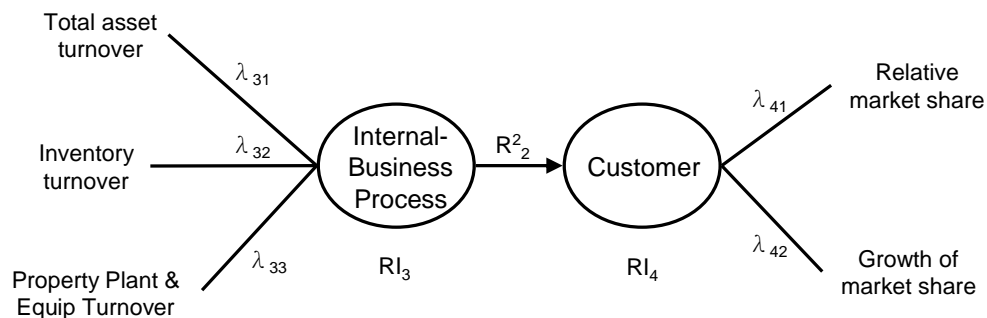 Total asset
turnover
λ 31
Inventory
turnover
λ 32
Property Plant &
Equip Turnover
λ 33
Internal-
Business
Process
RI3
R²2
Customer
RI4
λ 41
Relative
market share
λ 42
Growth of
market share